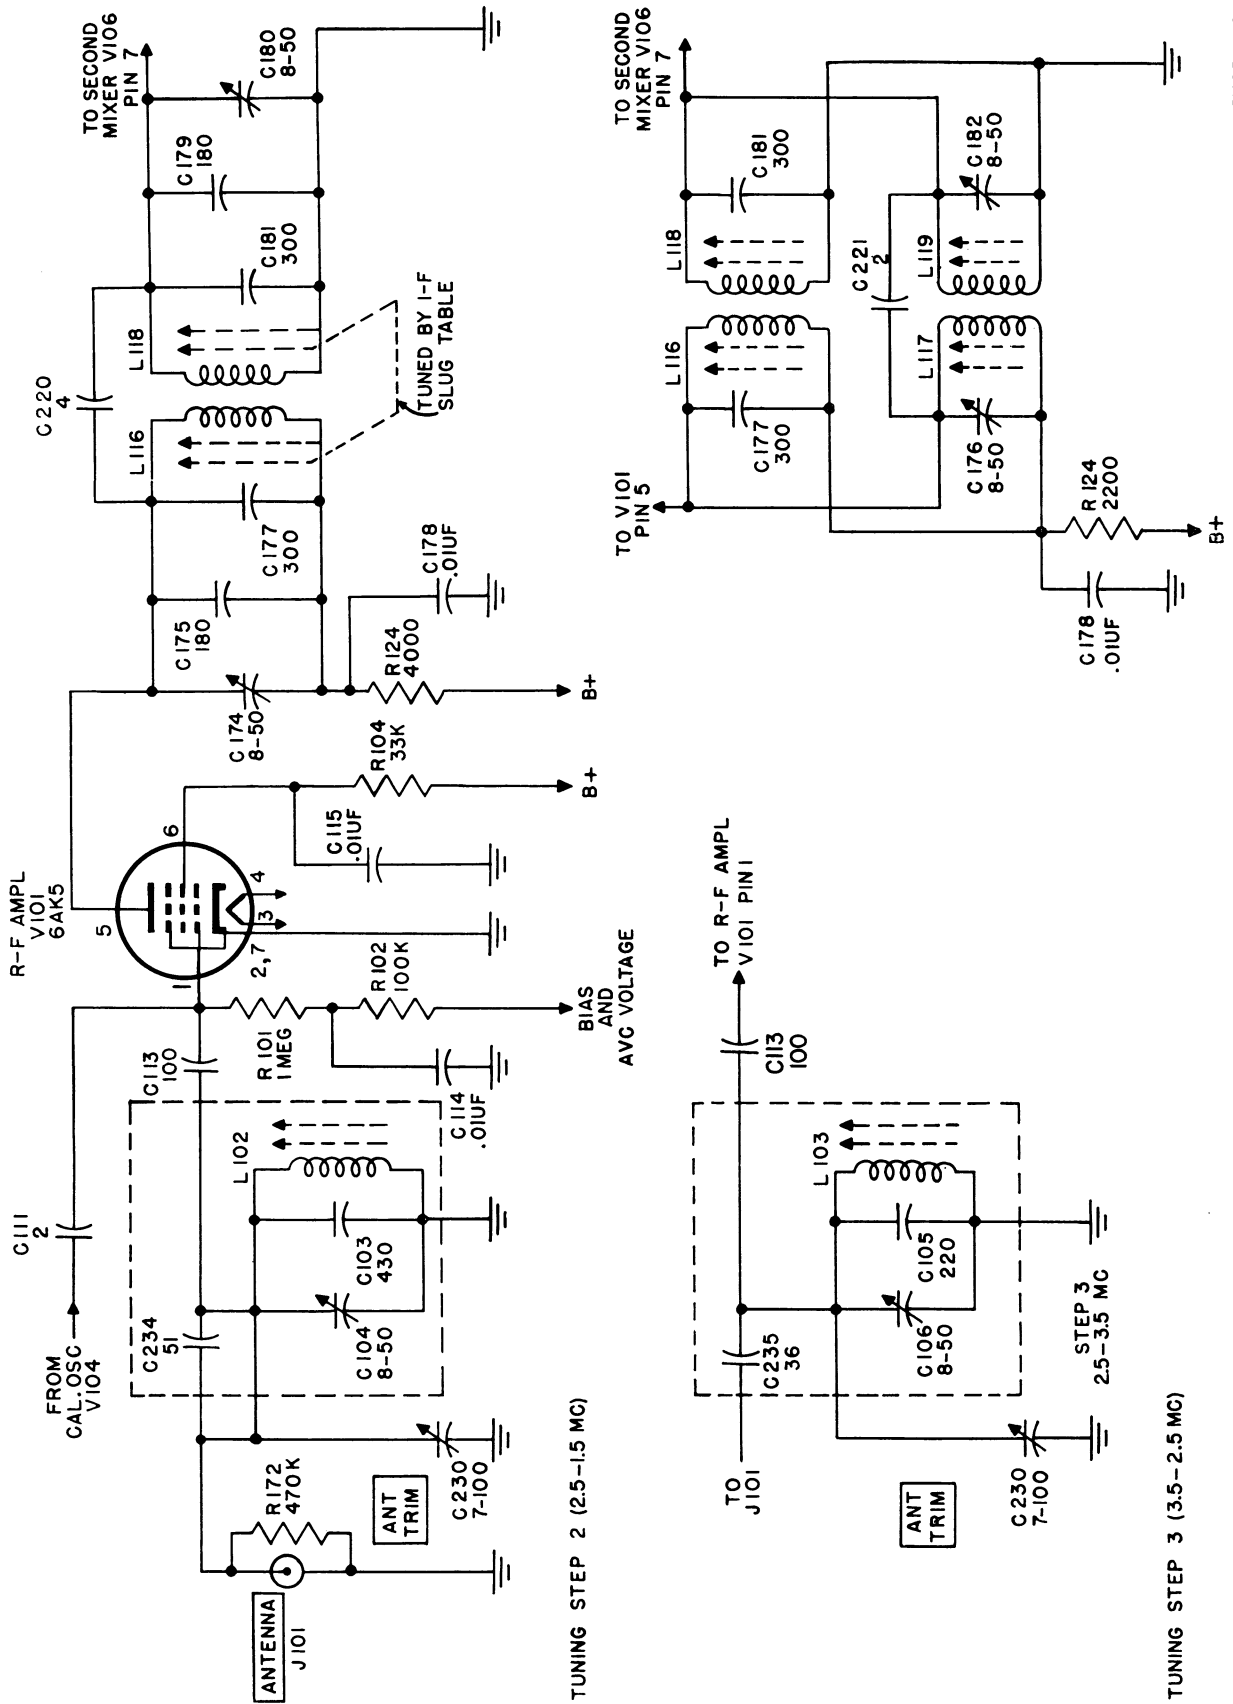 ANTENNA
J101
R172
470K
ANT
TRIM
C230
7-100
FROM
CAL. OSC
V104
C111
2
C234
51
C104
8-50
C103
430
L102
C113
100
R101
1MEG
C114
.01UF
R102
100K
BIAS
AND
AVC VOLTAGE
R-F AMPL
V101
6AK5
1
2,7
3
4
5
6
C115
.01UF
R104
33K
B+
C174
8-50
R124
4000
B+
C175
180
C178
.01UF
C177
300
L116
C220
4
L118
(TUNED BY I-F
SLUG TABLE
C181
300
C179
180
C180
8-50
TO SECOND
MIXER V106
PIN 7
TUNING STEP 2 (2.5-1.5 MC)
TO
J101
ANT
TRIM
C230
7-100
C235
36
C106
8-50
C105
220
L103
STEP 3
2.5-3.5 MC
C113
100
TO R-F AMPL
V101 PIN 1
TO V101
PIN 5
C178
.01UF
R124
2200
B+
C177
300
L116
C176
8-50
L117
C221
2
L118
L119
C181
300
C182
8-50
TO SECOND
MIXER V106
PIN 7
TUNING STEP 3 (3.5-2.5 MC)